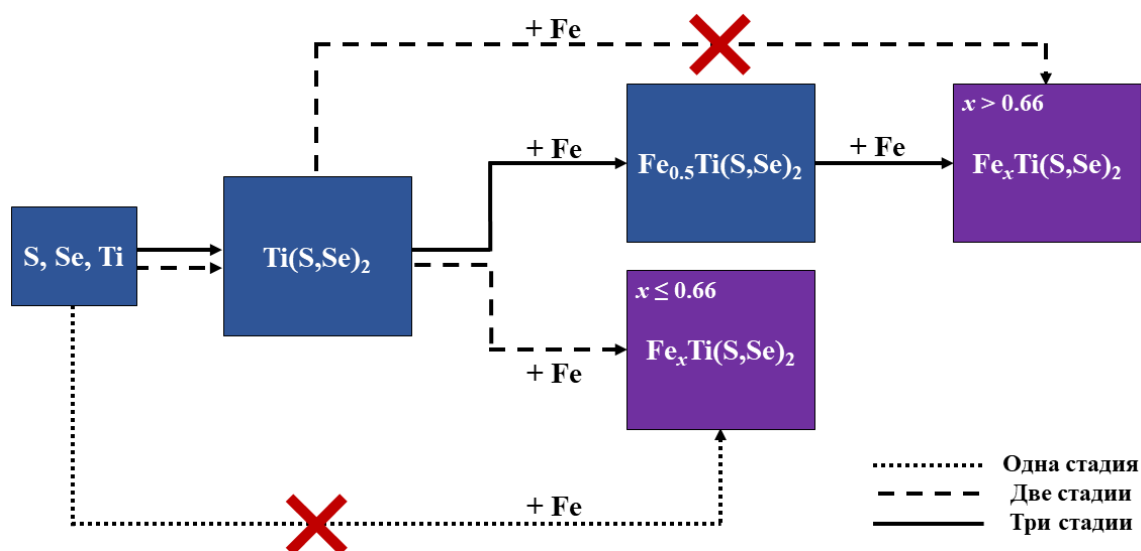 + Fe
x > 0.66
Fe₀.₅Ti(S,Se)₂
+ Fe
+ Fe
FeₓTi(S,Se)₂
S, Se, Ti
Ti(S,Se)₂
x ≤ 0.66
FeₓTi(S,Se)₂
+ Fe
+ Fe
Одна стадия
Две стадии
Три стадии